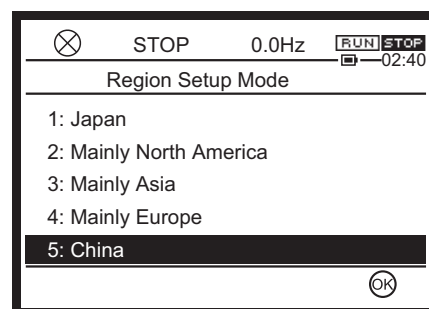 STOP 0.0Hz RUN STOP
02:40
Region Setup Mode
1: Japan
2: Mainly North America
3: Mainly Asia
4: Mainly Europe
5: China
OK